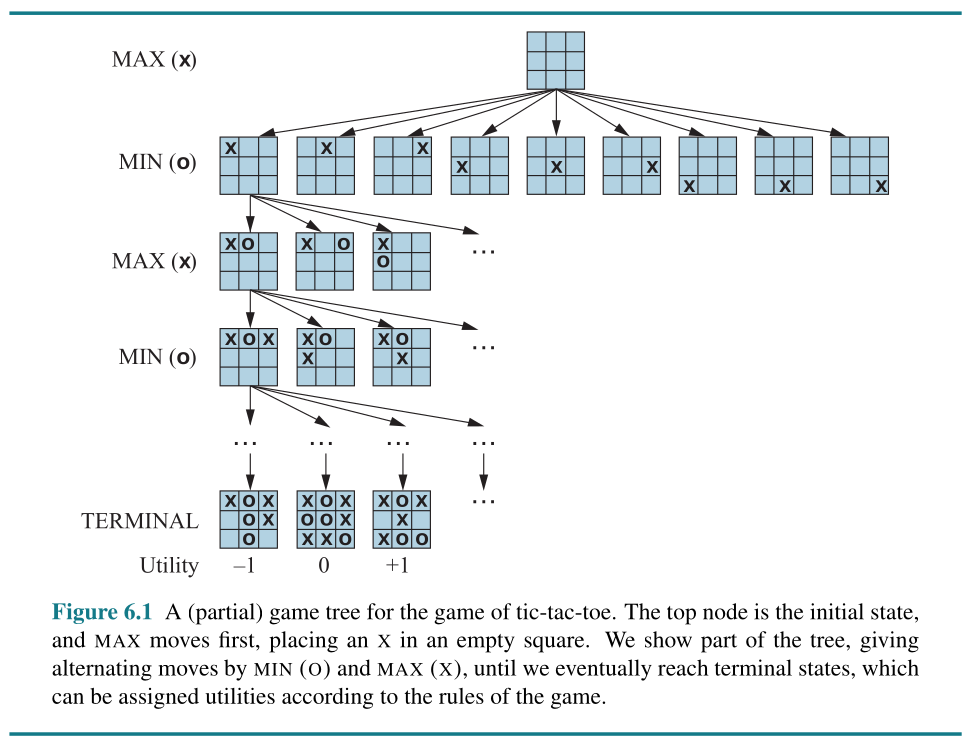 MAX (X)
MIN (O)
X X X X X X X X X
MAX (X)
X O X O X
O
...
MIN (O)
X O X X O X O
X X
...
... ... ... ...
TERMINAL
X O X X O X X O X
O X O O X X
O X X O X O O
...
Utility –1 0 +1
Figure 6.1 A (partial) game tree for the game of tic-tac-toe. The top node is the initial state,
and MAX moves first, placing an X in an empty square. We show part of the tree, giving
alternating moves by MIN (O) and MAX (X), until we eventually reach terminal states, which
can be assigned utilities according to the rules of the game.